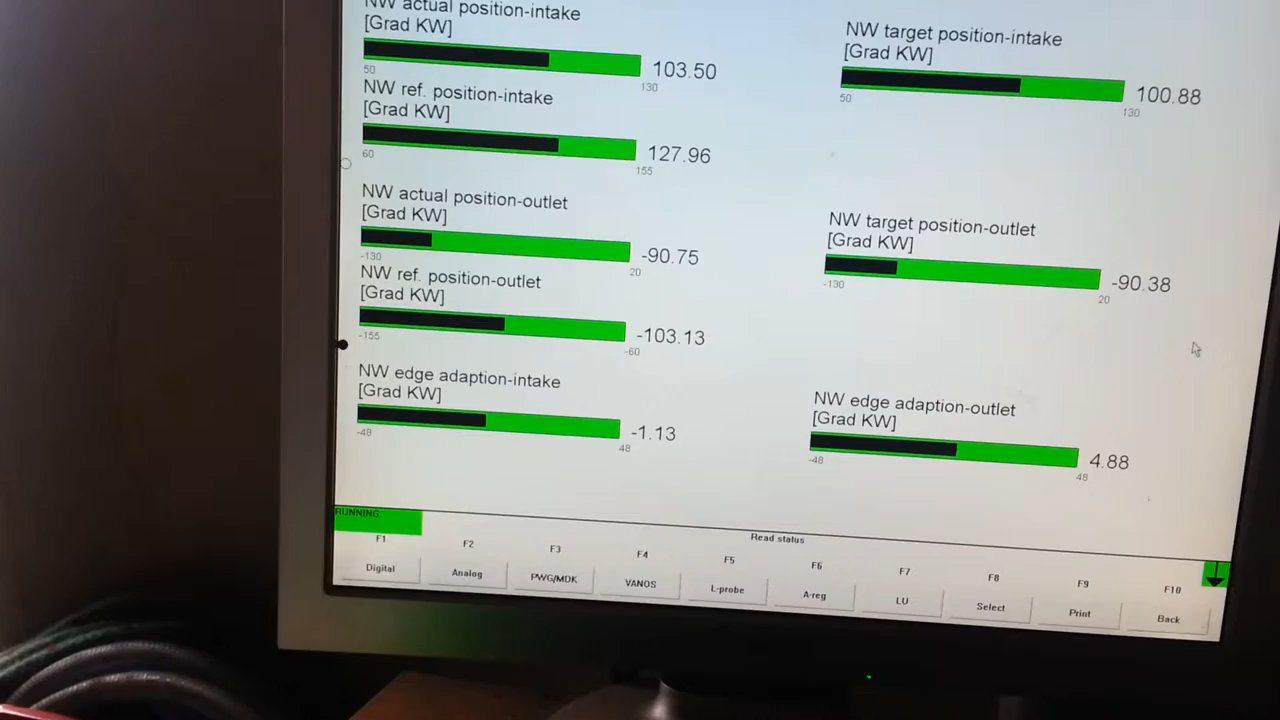 NW actual position-intake
[Grad KW]
103.50
50
130
NW target position-intake
[Grad KW]
100.88
50
130
NW ref. position-intake
[Grad KW]
127.96
60
155
NW actual position-outlet
[Grad KW]
-90.75
-130
20
NW target position-outlet
[Grad KW]
-90.38
-130
20
NW ref. position-outlet
[Grad KW]
-103.13
-155
-60
NW edge adaption-intake
[Grad KW]
-1.13
-48
48
NW edge adaption-outlet
[Grad KW]
4.88
-48
48
RUNNING
Read status
F1 F2 F3 F4 F5 F6 F7 F8 F9 F10
Digital Analog PWG/MDK VANOS L-probe A-reg LU Select Print Back